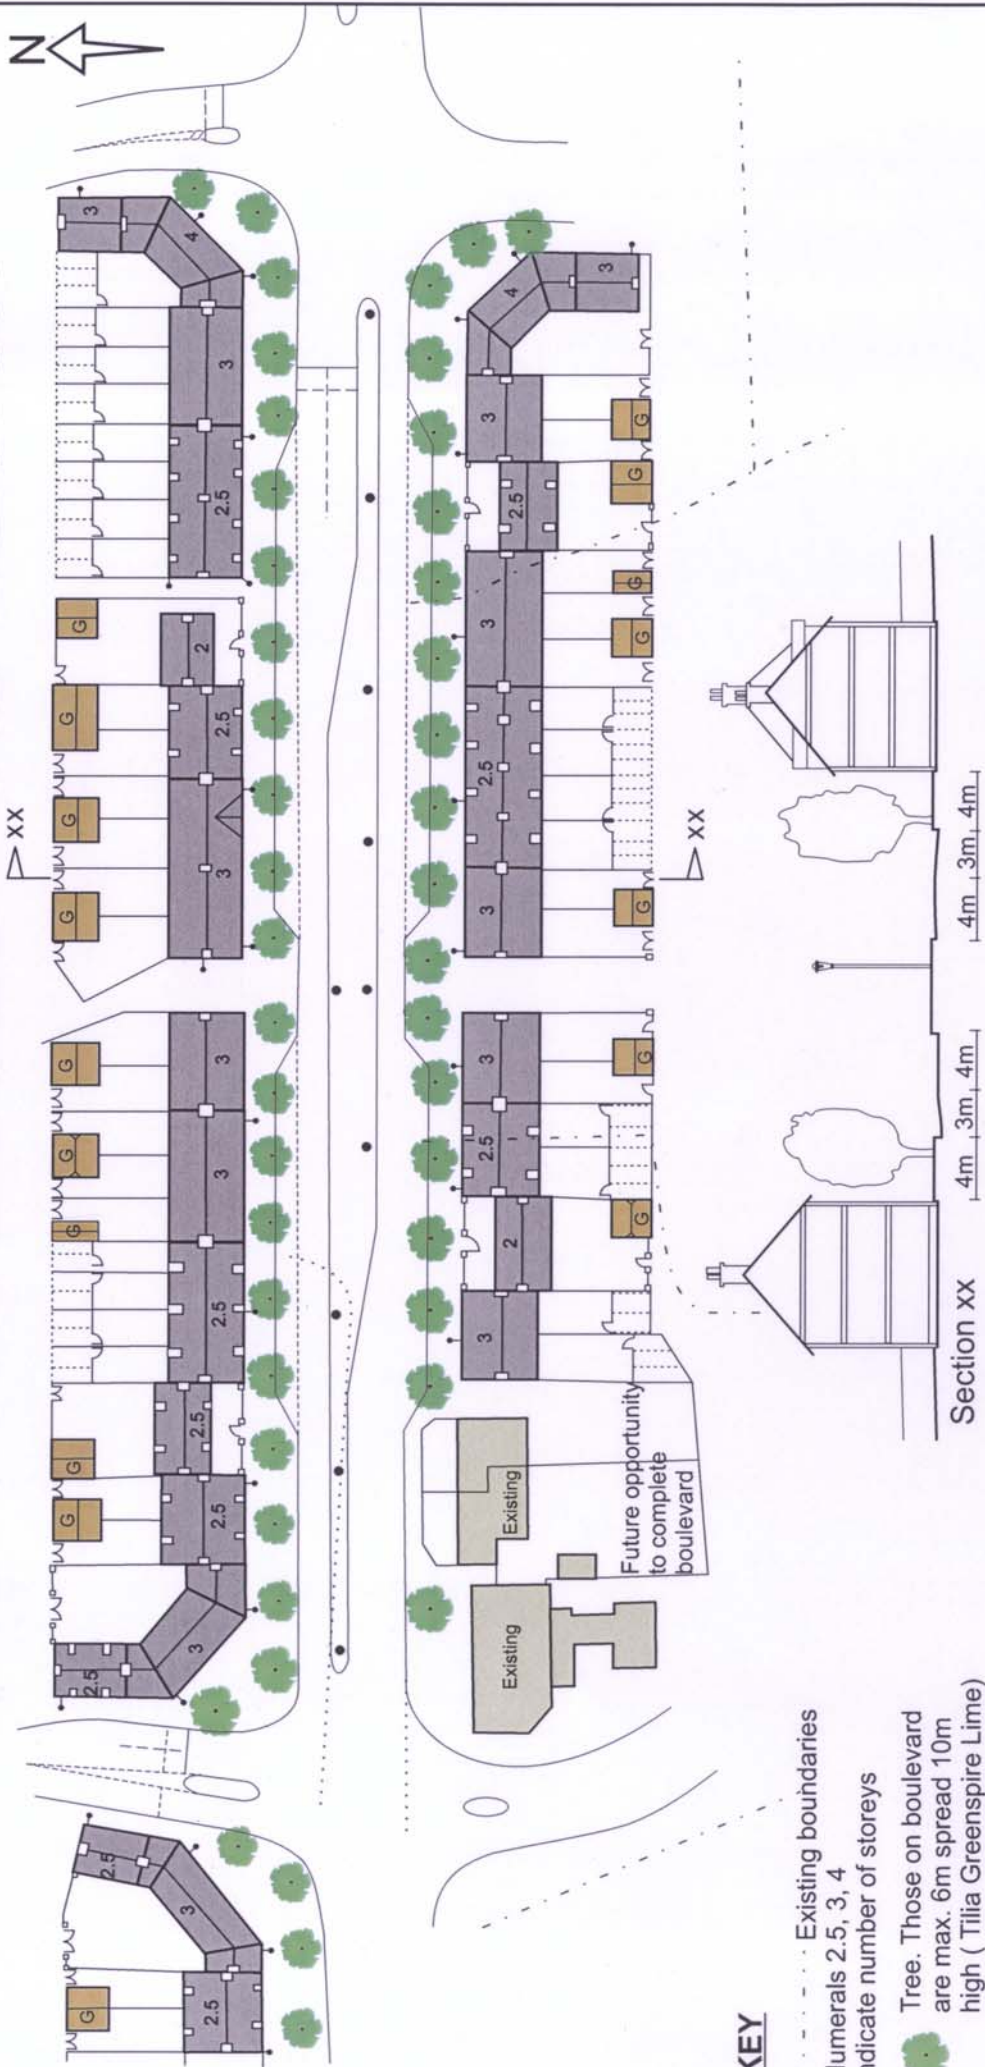 N
XX
G
G
G
G
G
G
G
G
G
G
2.5
2.5
3
3
3
4
2.5
2.5
2.5
2.5
3
3
3
2.5
2
2.5
3
Existing
Existing
3
2
2.5
3
3
2.5
3
2.5
3
4
3
G
G
G
G
G
G
G
Future opportunity
to complete
boulevard
XX
4m 3m 4m
4m 3m 4m
Section XX
KEY
Existing boundaries
umerals 2.5, 3, 4
dicate number of storeys
Tree. Those on boulevard
are max. 6m spread 10m
high ( Tilia Greenspire Lime)